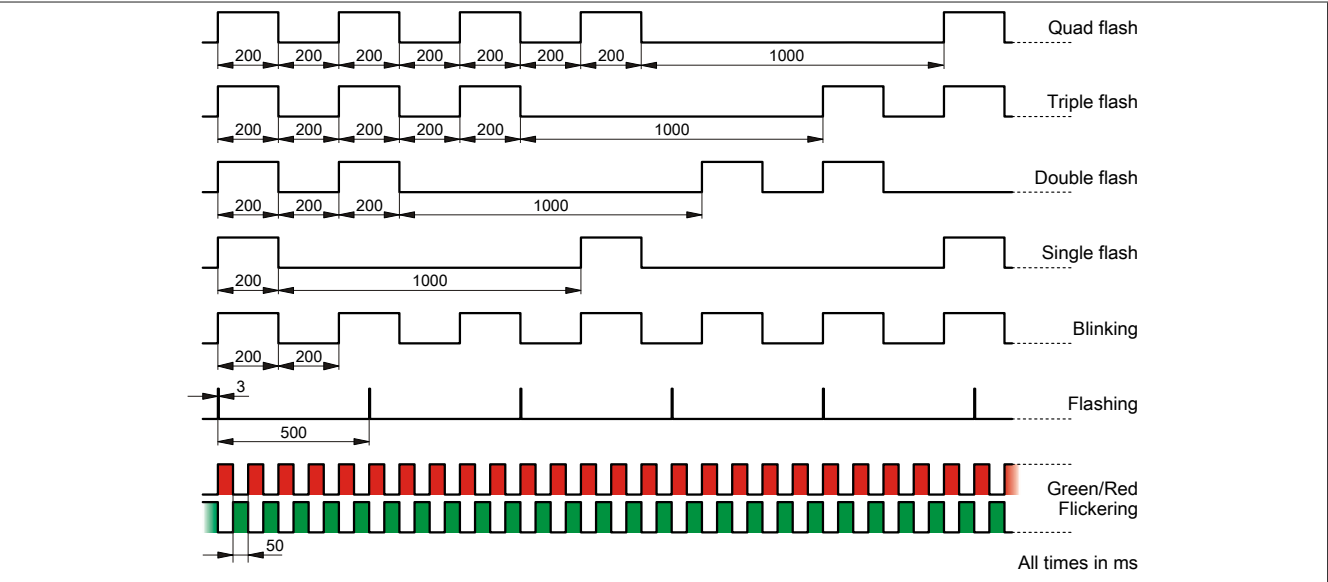 Quad flash
200 200 200 200 200 200 200 1000
Triple flash
200 200 200 200 200 1000
Double flash
200 200 200 1000
Single flash
200 1000
Blinking
200 200
3
Flashing
500
Green/Red
Flickering
50
All times in ms